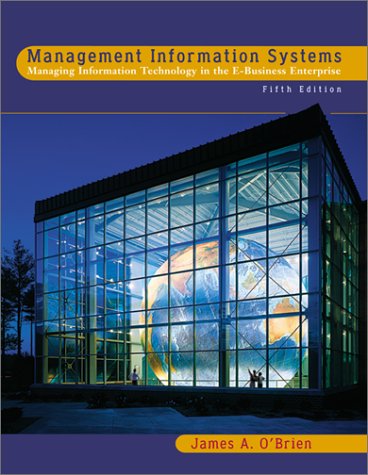 Management Information Systems
Managing Information Technology in the E-Business Enterprise
Fifth Edition
James A. O'Brien